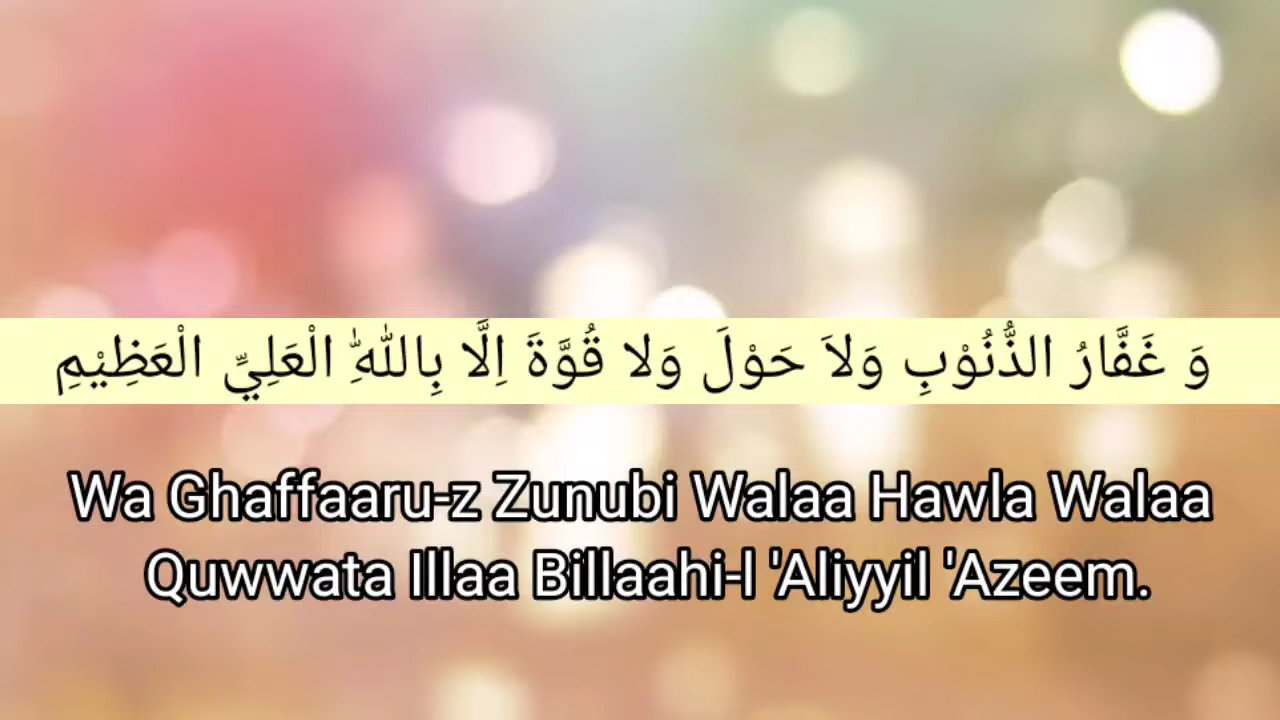 وَ غَفَّارُ الذُّنُوْبِ وَلاَ حَوْلَ وَلا قُوَّةَ اِلَّا بِاللّٰهِ الْعَلِيِّ الْعَظِيْمِ
Wa Ghaffaaru-z Zunubi Walaa Hawla Walaa
Quwwata Illaa Billaahi-l 'Aliyyil 'Azeem.